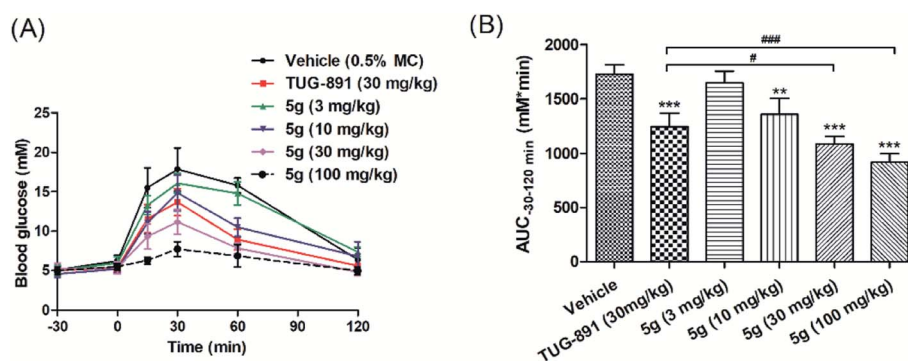 (A)
Vehicle (0.5% MC)
TUG-891 (30 mg/kg)
5g (3 mg/kg)
5g (10 mg/kg)
5g (30 mg/kg)
5g (100 mg/kg)
Blood glucose (mM)
25
20
15
10
5
0
-30
0
30
60
90
120
Time (min)
(B)
AUC-30-120 min (mM*min)
2000
1500
1000
500
0
###
#
***
**
***
***
Vehicle
TUG-891 (30mg/kg)
5g (3 mg/kg)
5g (10 mg/kg)
5g (30 mg/kg)
5g (100 mg/kg)